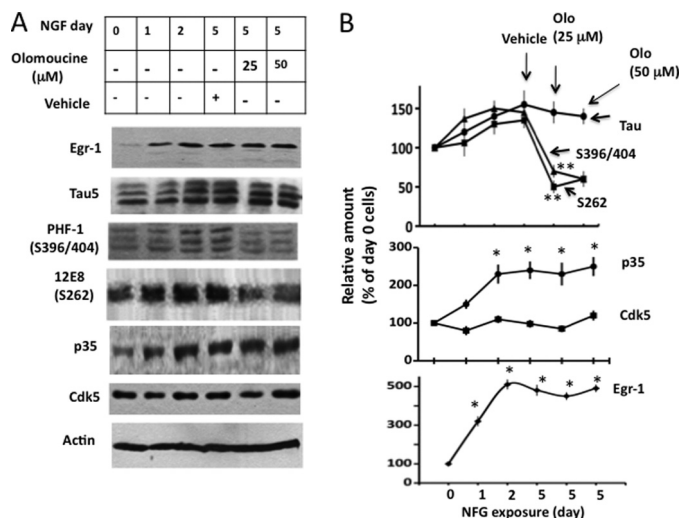 A
NGF day 0 1 2 5 5 5
Olomoucine
(μM) - - - - 25 50
Vehicle - - - + - -
Egr-1
Tau5
PHF-1
(S396/404)
12E8
(S262)
p35
Cdk5
Actin
B
Vehicle
Olo
(25 μM)
Olo
(50 μM)
Tau
S396/404
**
**
S262
150
100
50
0
Relative amount
(% of day 0 cells)
300
200
100
0
* * * *
p35
Cdk5
500
300
100
* * * * *
Egr-1
0 1 2 5 5 5
NFG exposure (day)